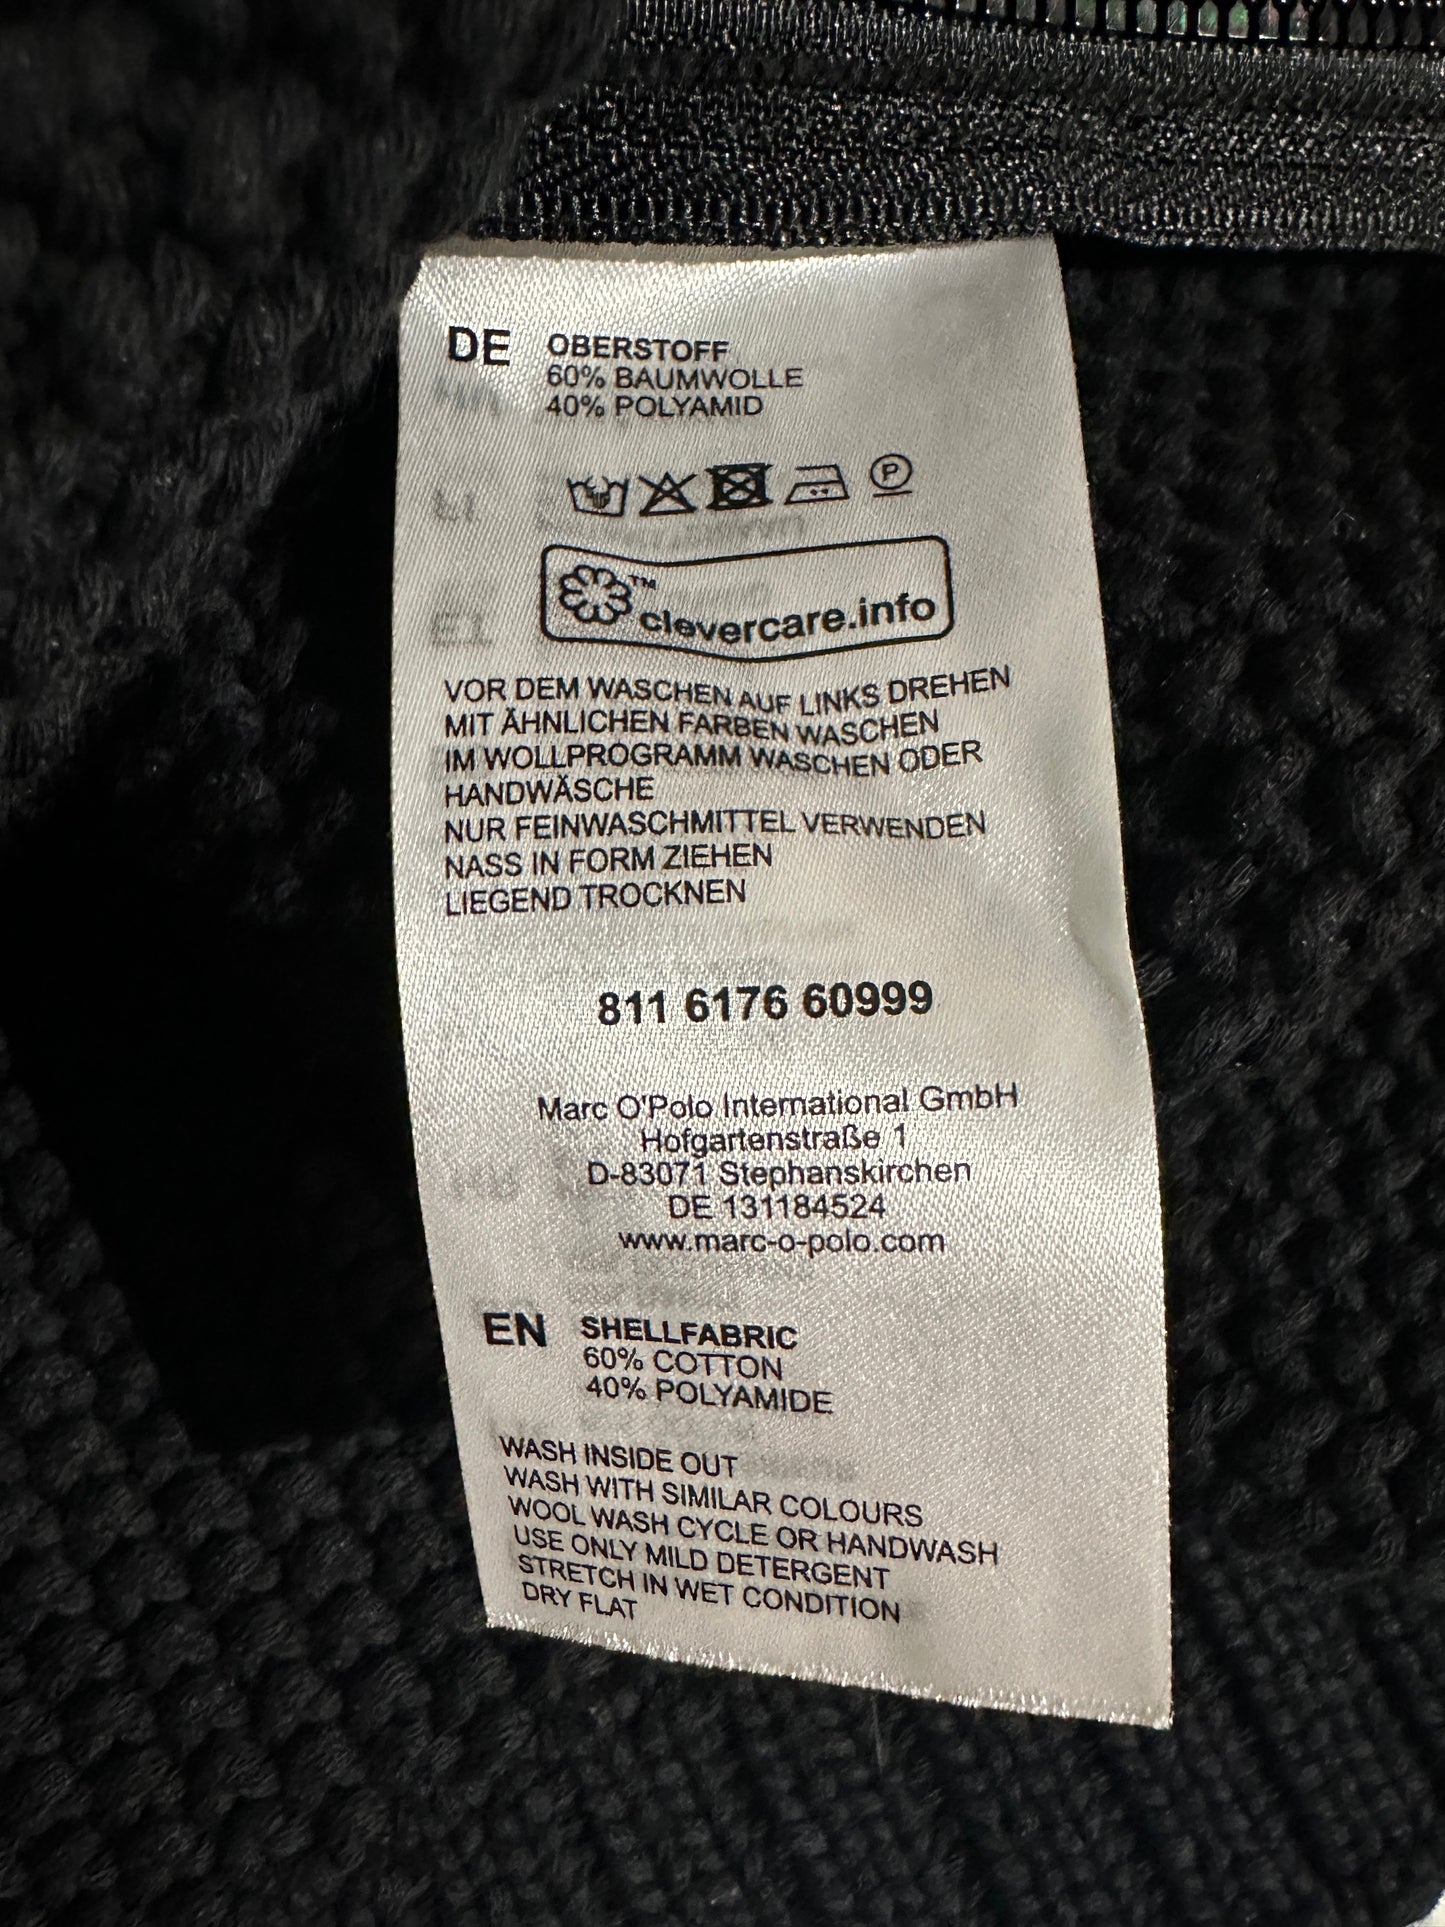 DE OBERSTOFF
60% BAUMWOLLE
40% POLYAMID
P
™
clevercare.info
VOR DEM WASCHEN AUF LINKS DREHEN
MIT ÄHNLICHEN FARBEN WASCHEN
IM WOLLPROGRAMM WASCHEN ODER
HANDWÄSCHE
NUR FEINWASCHMITTEL VERWENDEN
NASS IN FORM ZIEHEN
LIEGEND TROCKNEN
811 6176 60999
Marc O'Polo International GmbH
Hofgartenstraße 1
D-83071 Stephanskirchen
DE 131184524
www.marc-o-polo.com
EN SHELLFABRIC
60% COTTON
40% POLYAMIDE
WASH INSIDE OUT
WASH WITH SIMILAR COLOURS
WOOL WASH CYCLE OR HANDWASH
USE ONLY MILD DETERGENT
STRETCH IN WET CONDITION
DRY FLAT